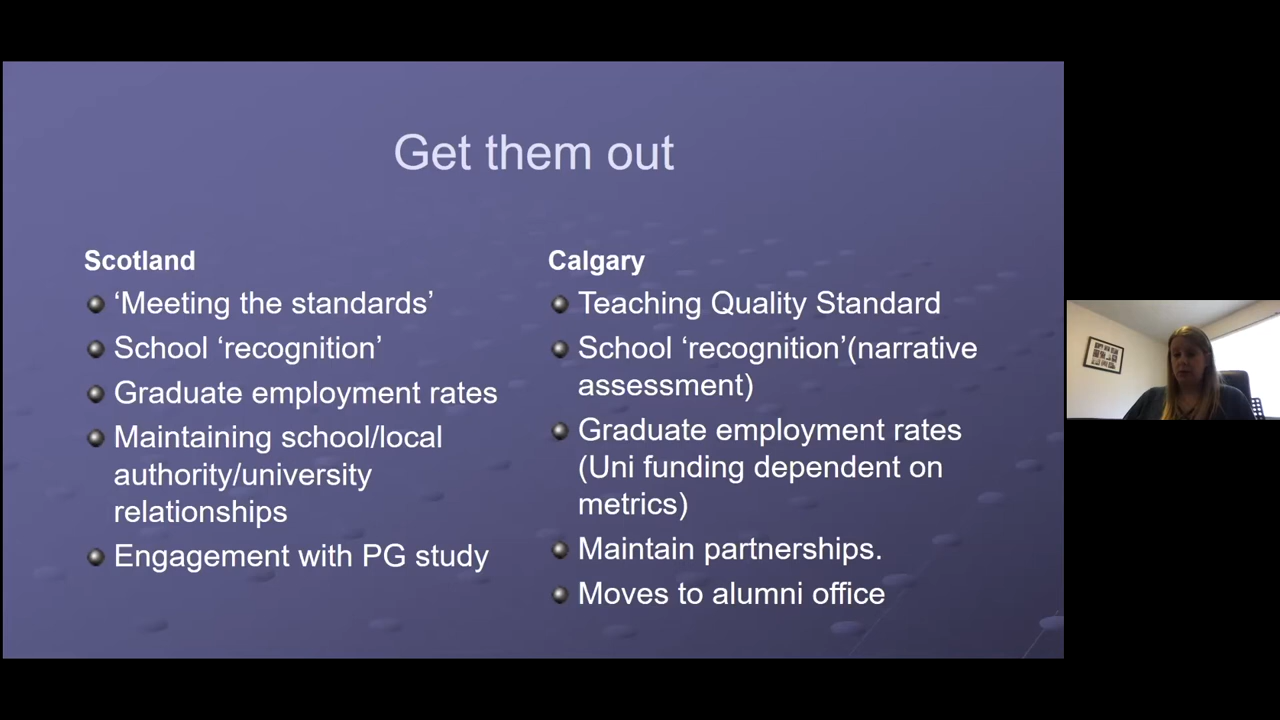 Get them out
Scotland
‘Meeting the standards’
School ‘recognition’
Graduate employment rates
Maintaining school/local
authority/university
relationships
Engagement with PG study
Calgary
Teaching Quality Standard
School ‘recognition’(narrative
assessment)
Graduate employment rates
(Uni funding dependent on
metrics)
Maintain partnerships.
Moves to alumni office